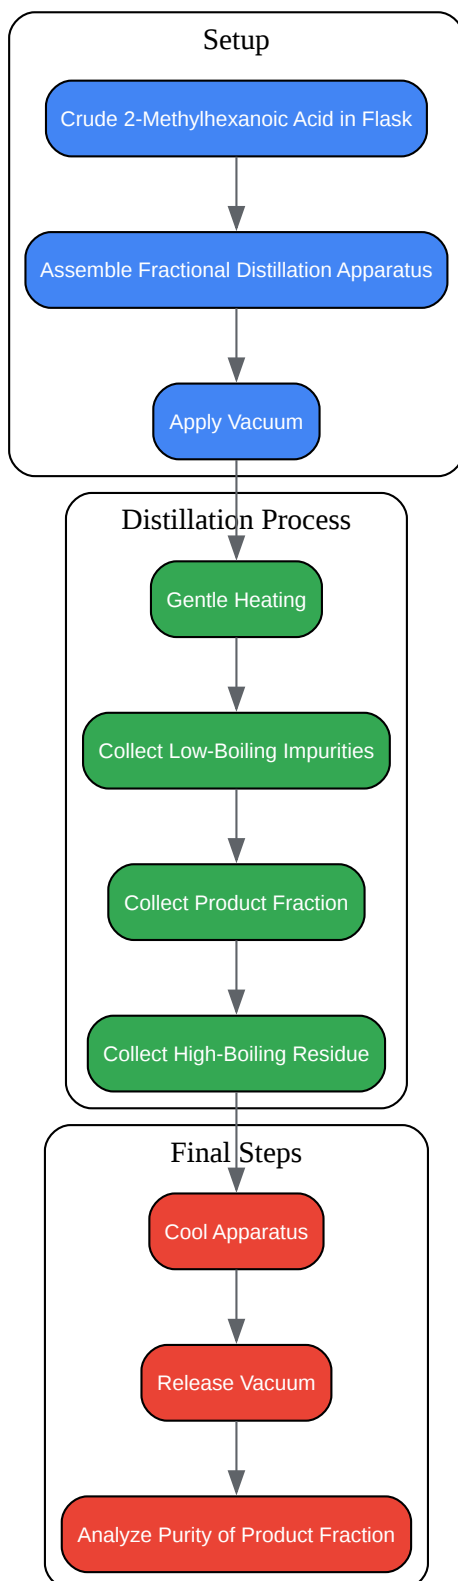 Setup
Crude 2-Methylhexanoic Acid in Flask
Assemble Fractional Distillation Apparatus
Apply Vacuum
Distillation Process
Gentle Heating
Collect Low-Boiling Impurities
Collect Product Fraction
Collect High-Boiling Residue
Final Steps
Cool Apparatus
Release Vacuum
Analyze Purity of Product Fraction